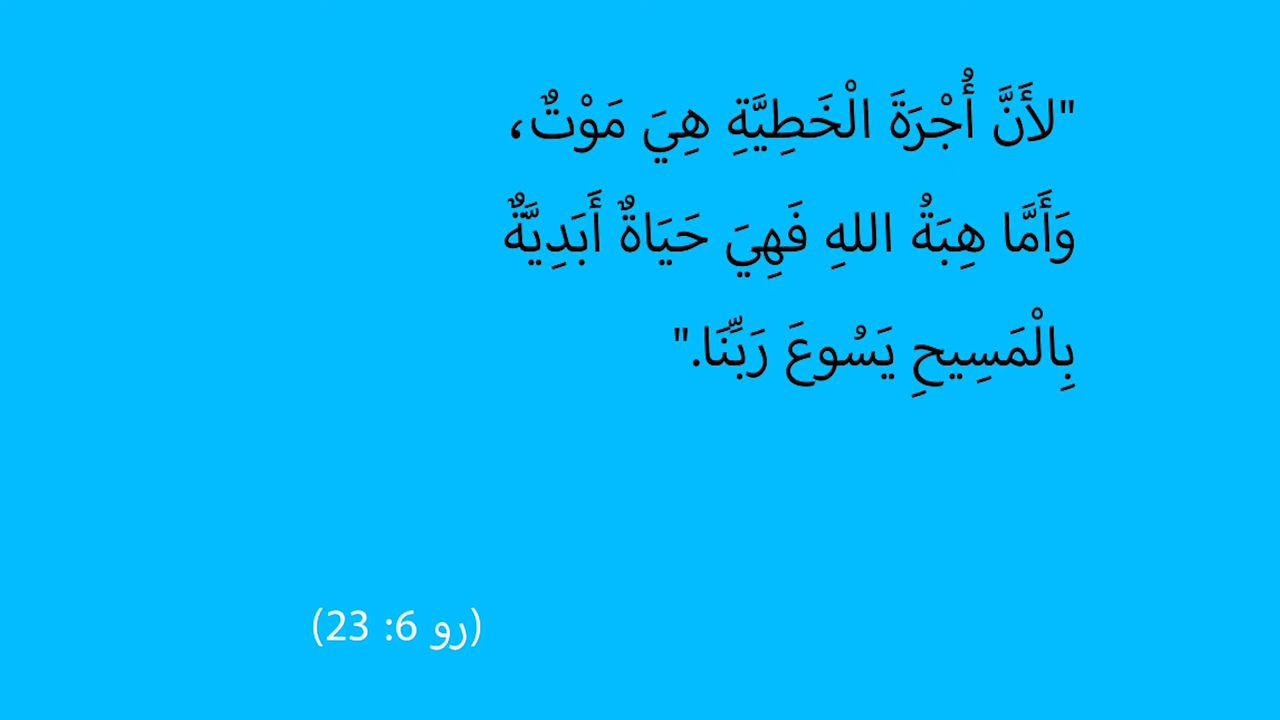 "لأَنَّ أُجْرَةَ الْخَطِيَّةِ هِيَ مَوْتٌ،
وَأَمَّا هِبَةُ اللهِ فَهِيَ حَيَاةٌ أَبَدِيَّةٌ
بِالْمَسِيحِ يَسُوعَ رَبِّنَا."
(رو 6: 23)